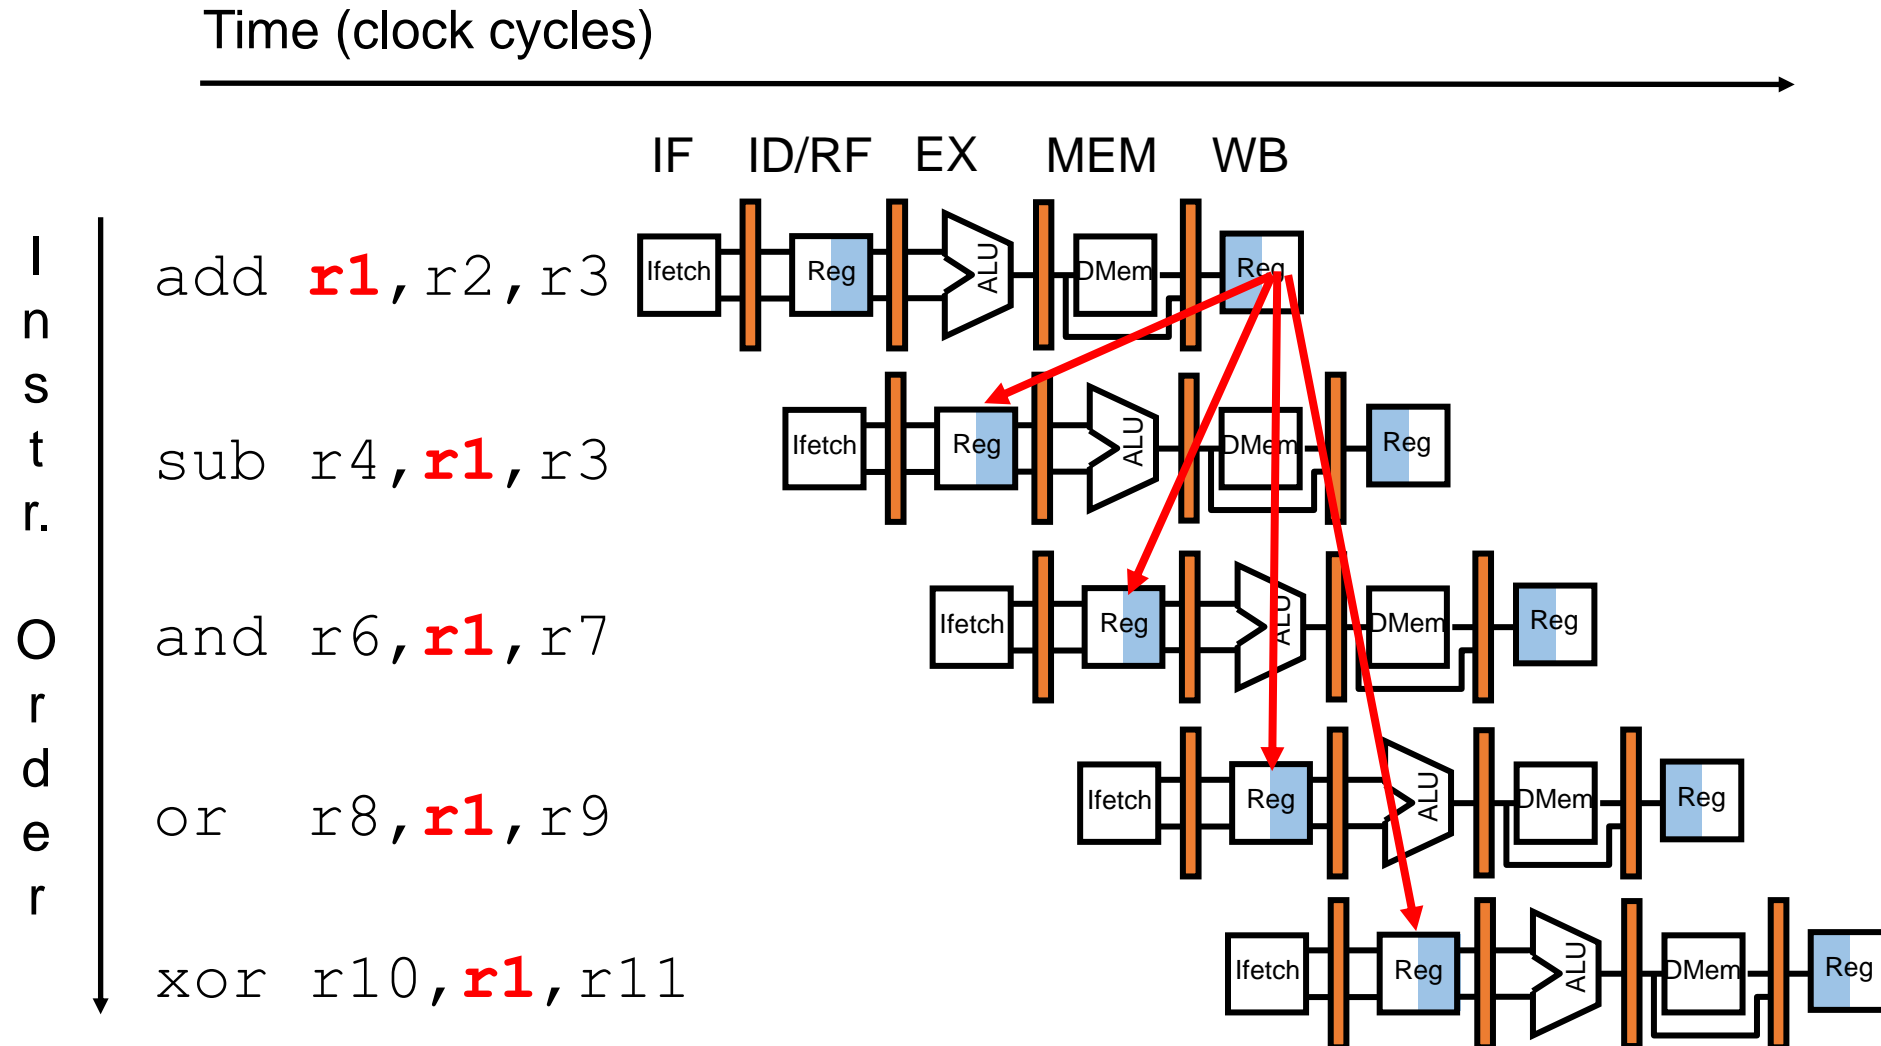 Time (clock cycles)
IF ID/RF EX MEM WB
Instr. Order
add r1,r2,r3 Ifetch Reg ALU DMem Reg
sub r4,r1,r3 Ifetch Reg ALU DMem Reg
and r6,r1,r7 Ifetch Reg ALU DMem Reg
or r8,r1,r9 Ifetch Reg ALU DMem Reg
xor r10,r1,r11 Ifetch Reg ALU DMem Reg